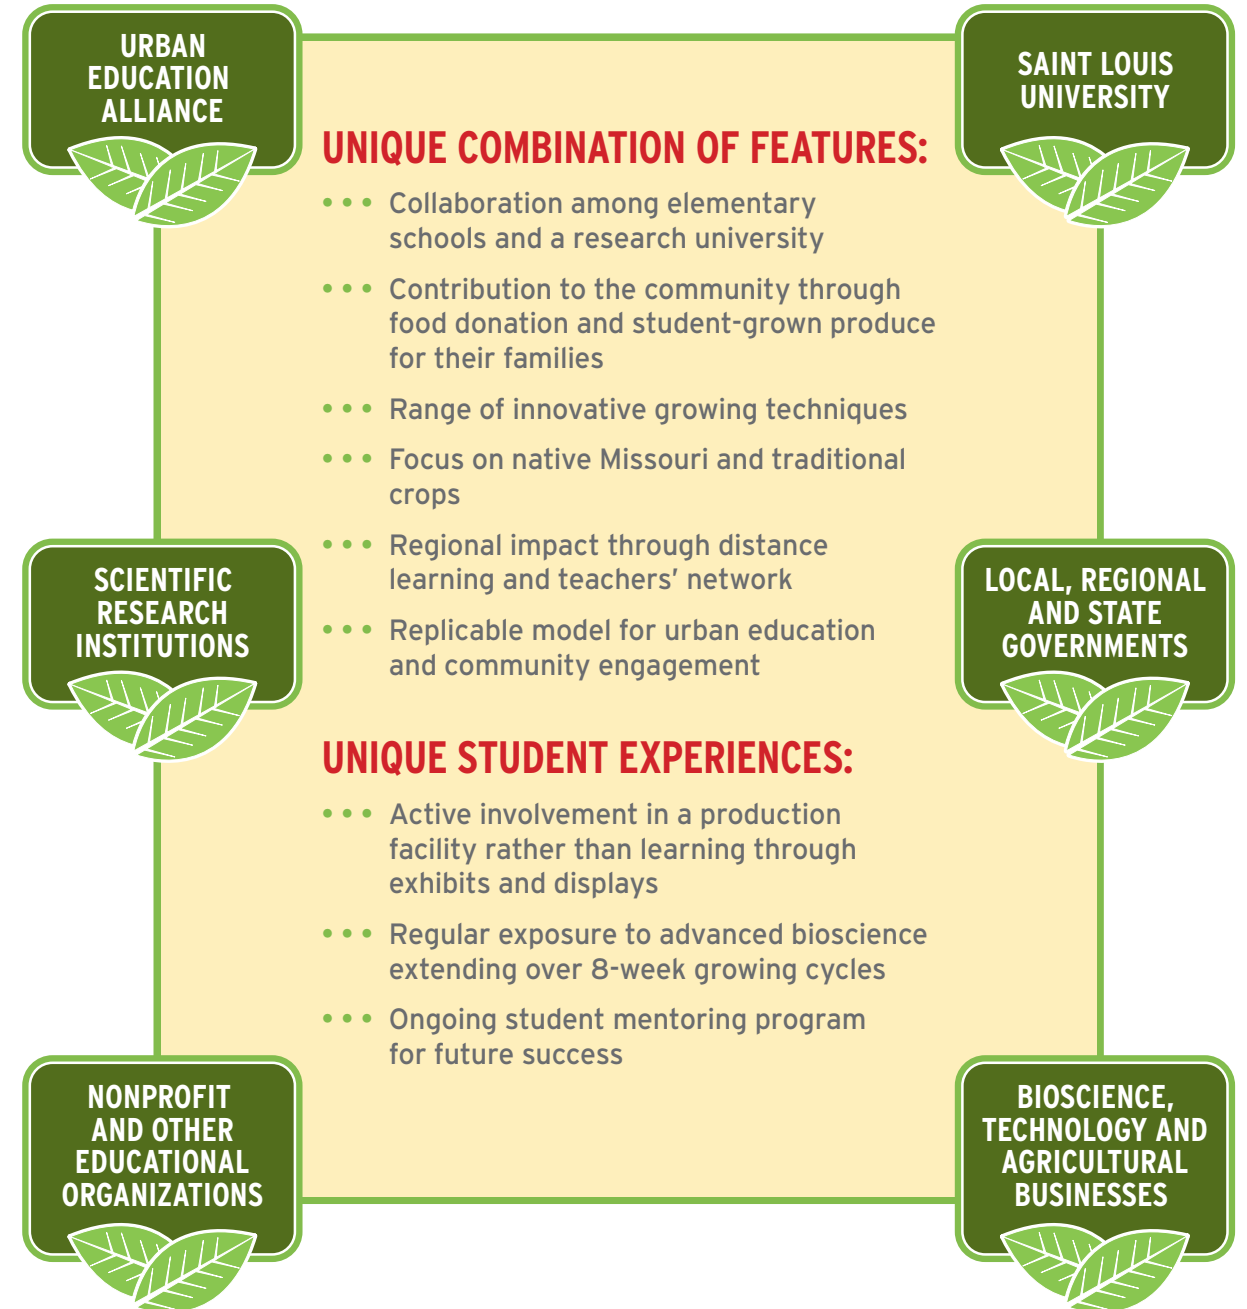 URBAN
EDUCATION
ALLIANCE
SAINT LOUIS
UNIVERSITY
UNIQUE COMBINATION OF FEATURES:
••• Collaboration among elementary
schools and a research university
••• Contribution to the community through
food donation and student-grown produce
for their families
••• Range of innovative growing techniques
••• Focus on native Missouri and traditional
crops
••• Regional impact through distance
learning and teachers’ network
••• Replicable model for urban education
and community engagement
SCIENTIFIC
RESEARCH
INSTITUTIONS
LOCAL, REGIONAL
AND STATE
GOVERNMENTS
UNIQUE STUDENT EXPERIENCES:
••• Active involvement in a production
facility rather than learning through
exhibits and displays
••• Regular exposure to advanced bioscience
extending over 8-week growing cycles
••• Ongoing student mentoring program
for future success
NONPROFIT
AND OTHER
EDUCATIONAL
ORGANIZATIONS
BIOSCIENCE,
TECHNOLOGY AND
AGRICULTURAL
BUSINESSES